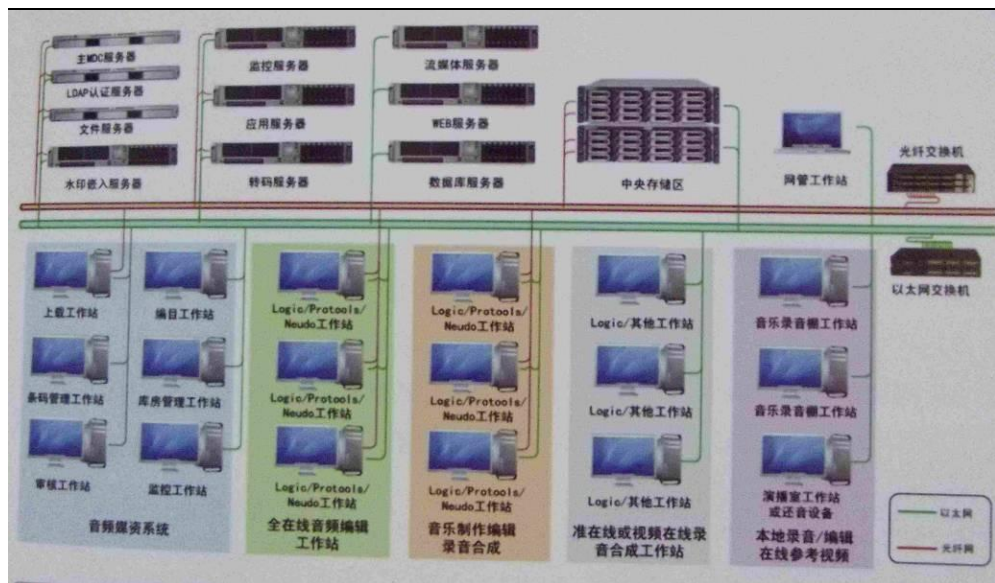 主MDC服务器
监控服务器
流媒体服务器
LDAP认证服务器
应用服务器
WEB服务器
文件服务器
水印嵌入服务器
转码服务器
数据库服务器
中央存储区
网管工作站
光纤交换机
以太网交换机
上载工作站
编目工作站
条码管理工作站
库房管理工作站
审核工作站
监控工作站
音频媒资系统
Logic/Protools/
Neudo工作站
Logic/Protools/
Neudo工作站
Logic/Protools/
Neudo工作站
全在线音频编辑
工作站
Logic/Protools/
Neudo工作站
Logic/Protools/
Neudo工作站
Logic/Protools/
Neudo工作站
音乐制作编辑
录音合成
Logic/其他工作站
Logic/其他工作站
Logic/其他工作站
准在线或视频在线录
音合成工作站
音乐录音棚工作站
音乐录音棚工作站
演播室工作站
或还音设备
本地录音/编辑
在线参考视频
以太网
光纤网